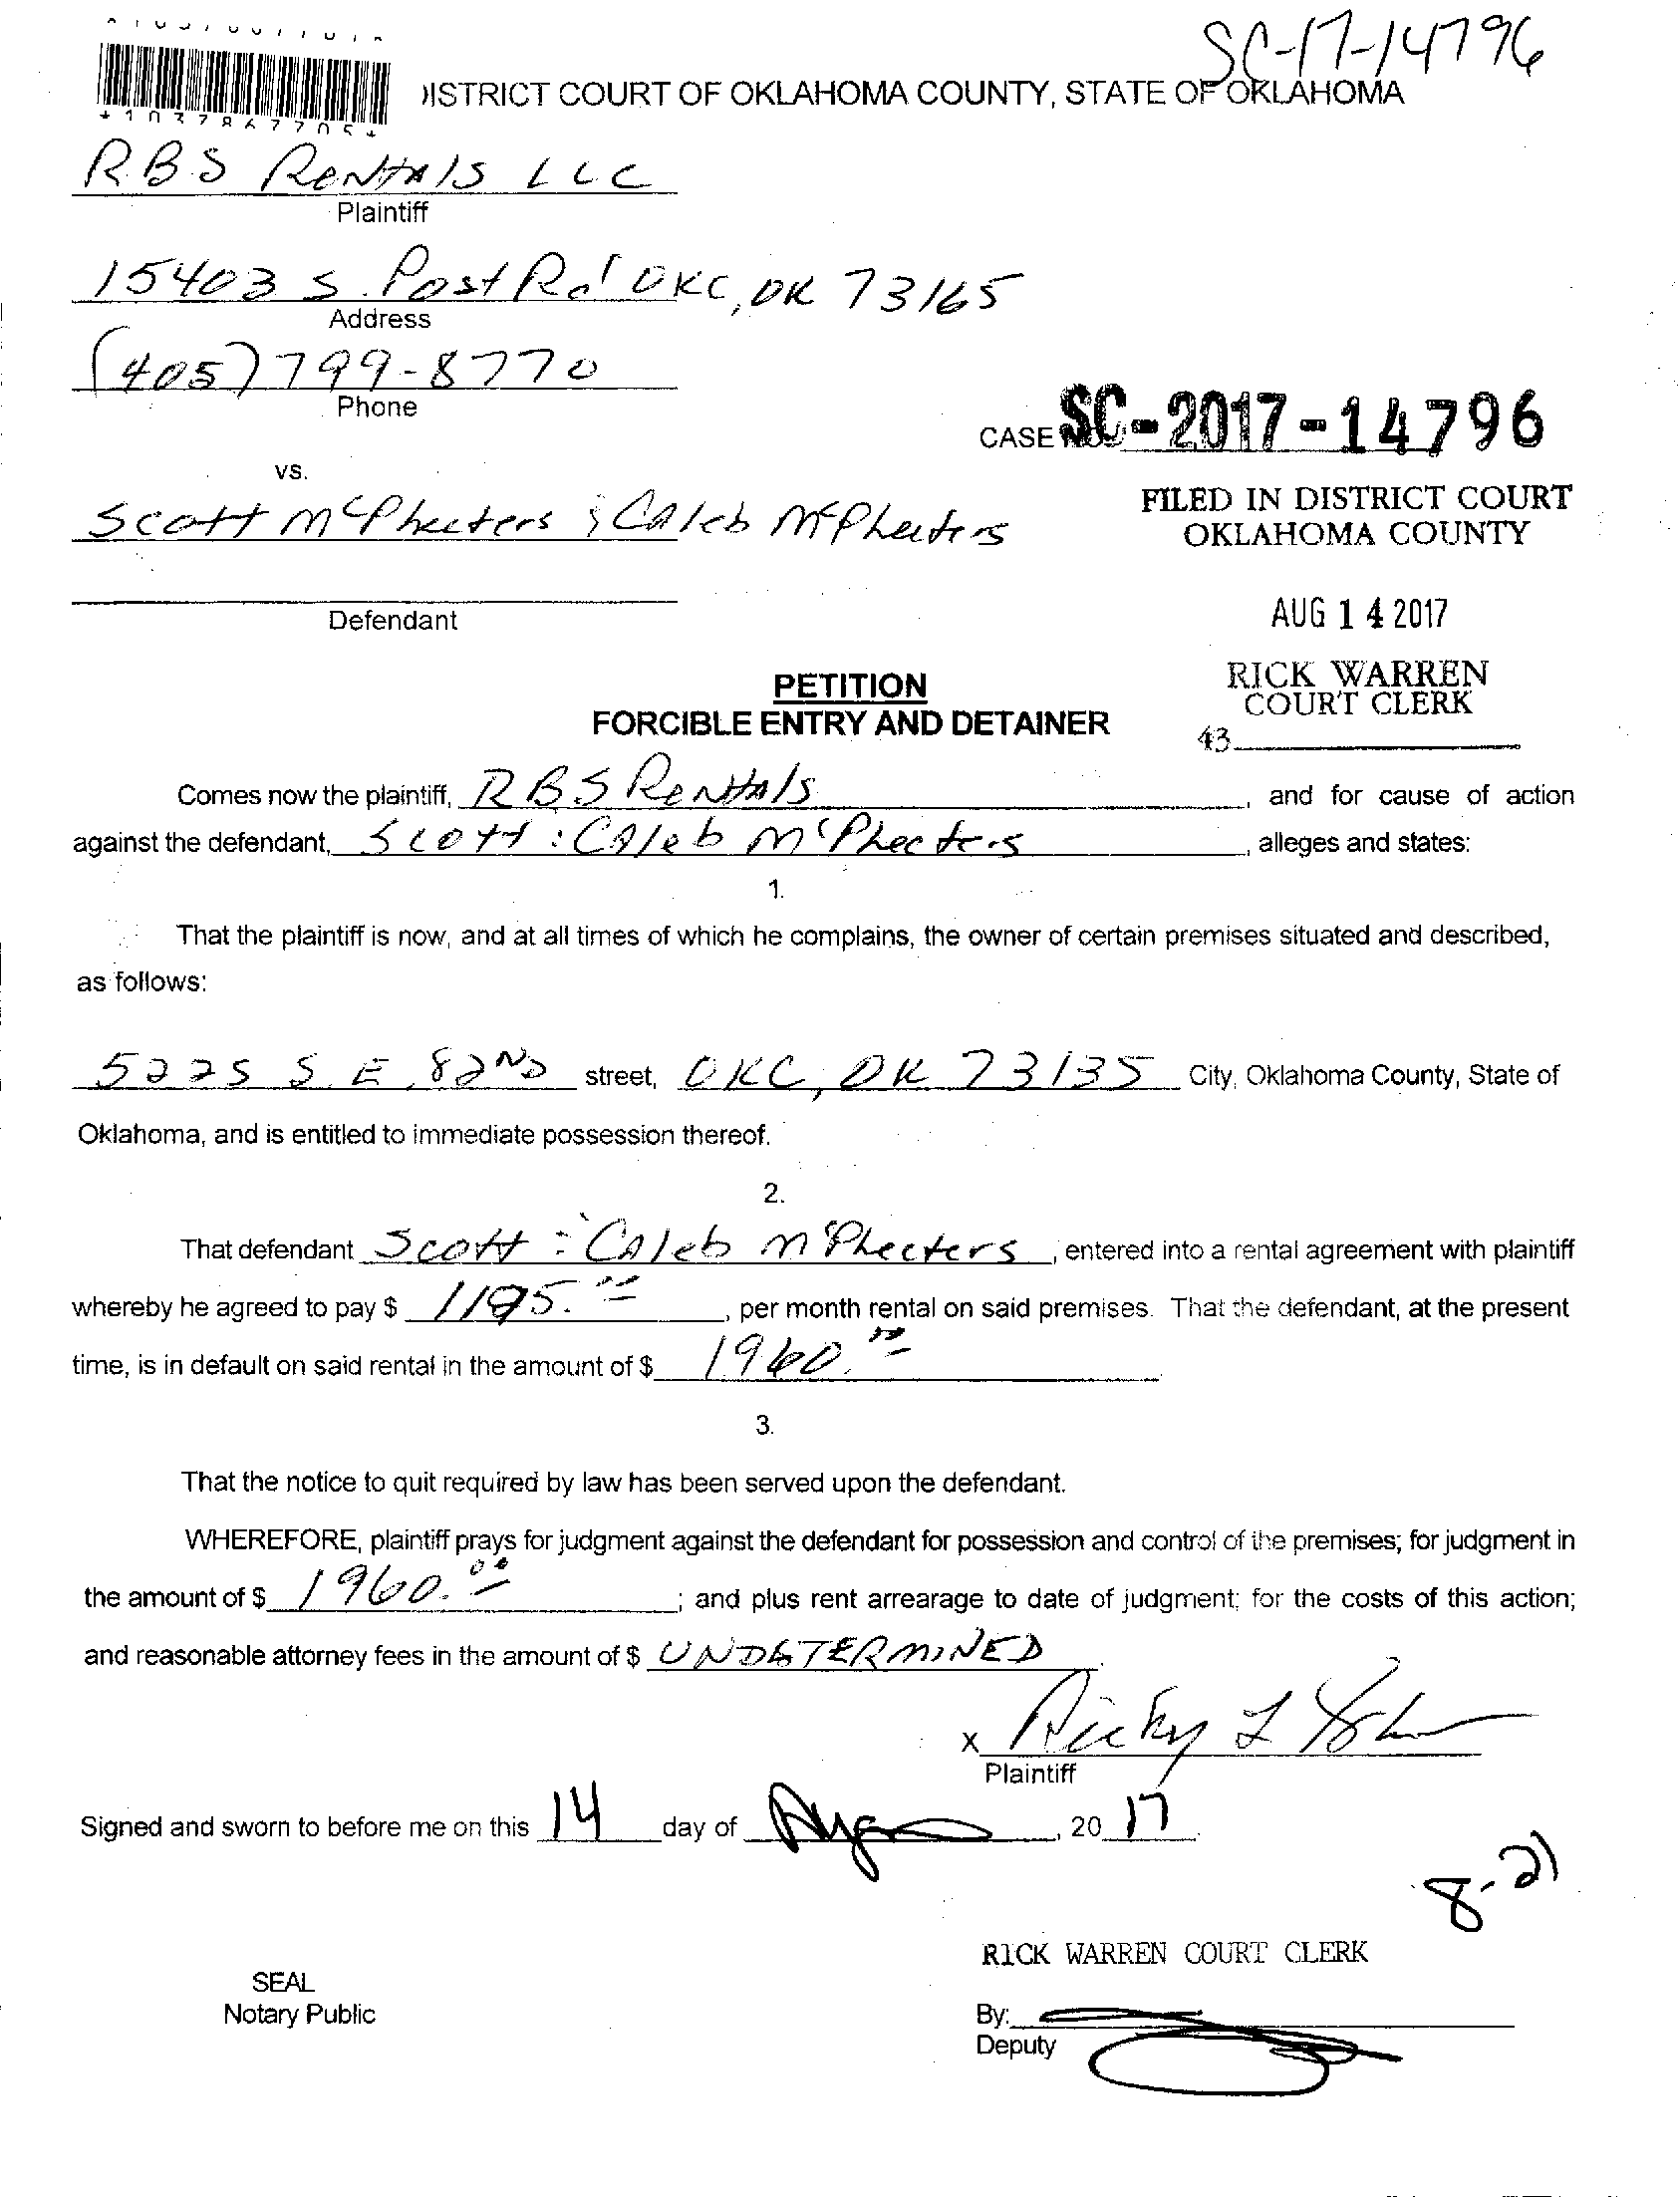 SC-17-14796
DISTRICT COURT OF OKLAHOMA COUNTY, STATE OF OKLAHOMA
R.B.S Rentals LLC
Plaintiff
15403 S. Post Rd OKC, OK 73165
Address
(405) 799-8770
Phone
CASE NO. SC-2017-14796
vs.
Scott McPheeters & Caleb McPheeters
FILED IN DISTRICT COURT
OKLAHOMA COUNTY
Defendant
AUG 14 2017
PETITION
RICK WARREN
COURT CLERK
FORCIBLE ENTRY AND DETAINER
43
Comes now the plaintiff, RBS Rentals, and for cause of action
against the defendant, Scott & Caleb McPheeters, alleges and states:
1.
That the plaintiff is now, and at all times of which he complains, the owner of certain premises situated and described,
as follows:
5225 S.E. 82ND street, OKC, OK 73135 City, Oklahoma County, State of
Oklahoma, and is entitled to immediate possession thereof.
2.
That defendant Scott & Caleb McPheeters, entered into a rental agreement with plaintiff
whereby he agreed to pay $ 1195.00, per month rental on said premises. That the defendant, at the present
time, is in default on said rental in the amount of $ 1960.00
3.
That the notice to quit required by law has been served upon the defendant.
WHEREFORE, plaintiff prays for judgment against the defendant for possession and control of the premises; for judgment in
the amount of $ 1960.00; and plus rent arrearage to date of judgment; for the costs of this action;
and reasonable attorney fees in the amount of $ UNDETERMINED
X Ricky L
Plaintiff
Signed and sworn to before me on this 14 day of Aug, 2017
8-21
RICK WARREN COURT CLERK
SEAL
Notary Public
By:
Deputy